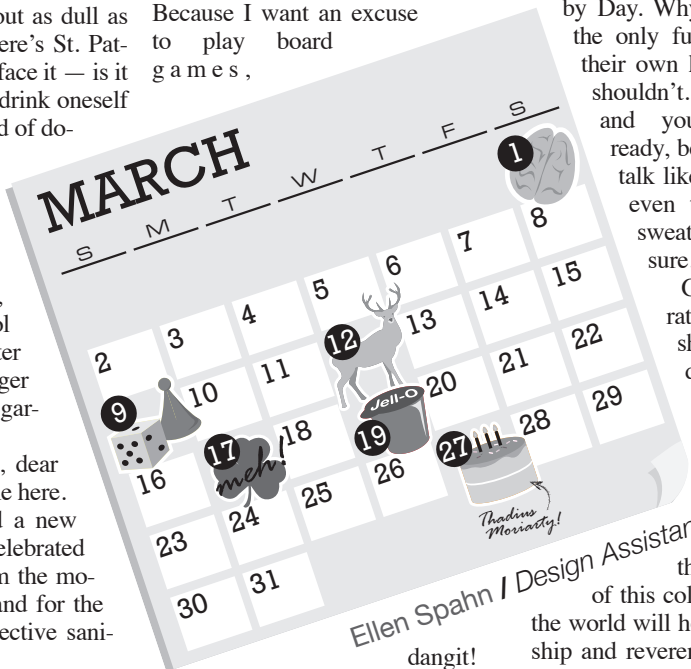 out as dull as
ere's St. Pat-
face it — is it
drink oneself
d of do-
Because I want an excuse
to play board
games,
by Day. Why
the only fu
their own
shouldn't.
and you
ready, be
talk like
even
sweat
sure
rat
sh
MARCH
S M T W T F S
1
2 3 4 5 6 7 8
9 10 11 12 13 14 15
16 17 18 19 20 21 22
23 24 25 26 27 28 29
30 31
meh!
Jell-O
Thadius
Moriarty!
ol
ter
ger
gar-
, dear
e here.
l a new
elebrated
m the mo-
and for the
ective sani-
Ellen Spahn / Design Assistan
dangit!
th
of this col
the world will h
ship and reveren